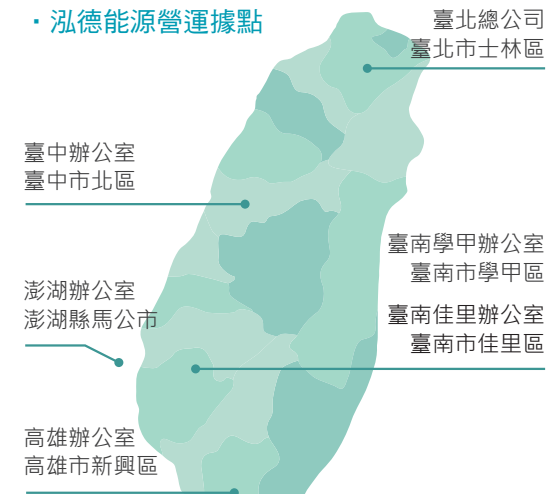 ・泓德能源營運據點
臺北總公司
臺北市士林區
臺中辦公室
臺中市北區
臺南學甲辦公室
臺南市學甲區
澎湖辦公室
澎湖縣馬公市
臺南佳里辦公室
臺南市佳里區
高雄辦公室
高雄市新興區